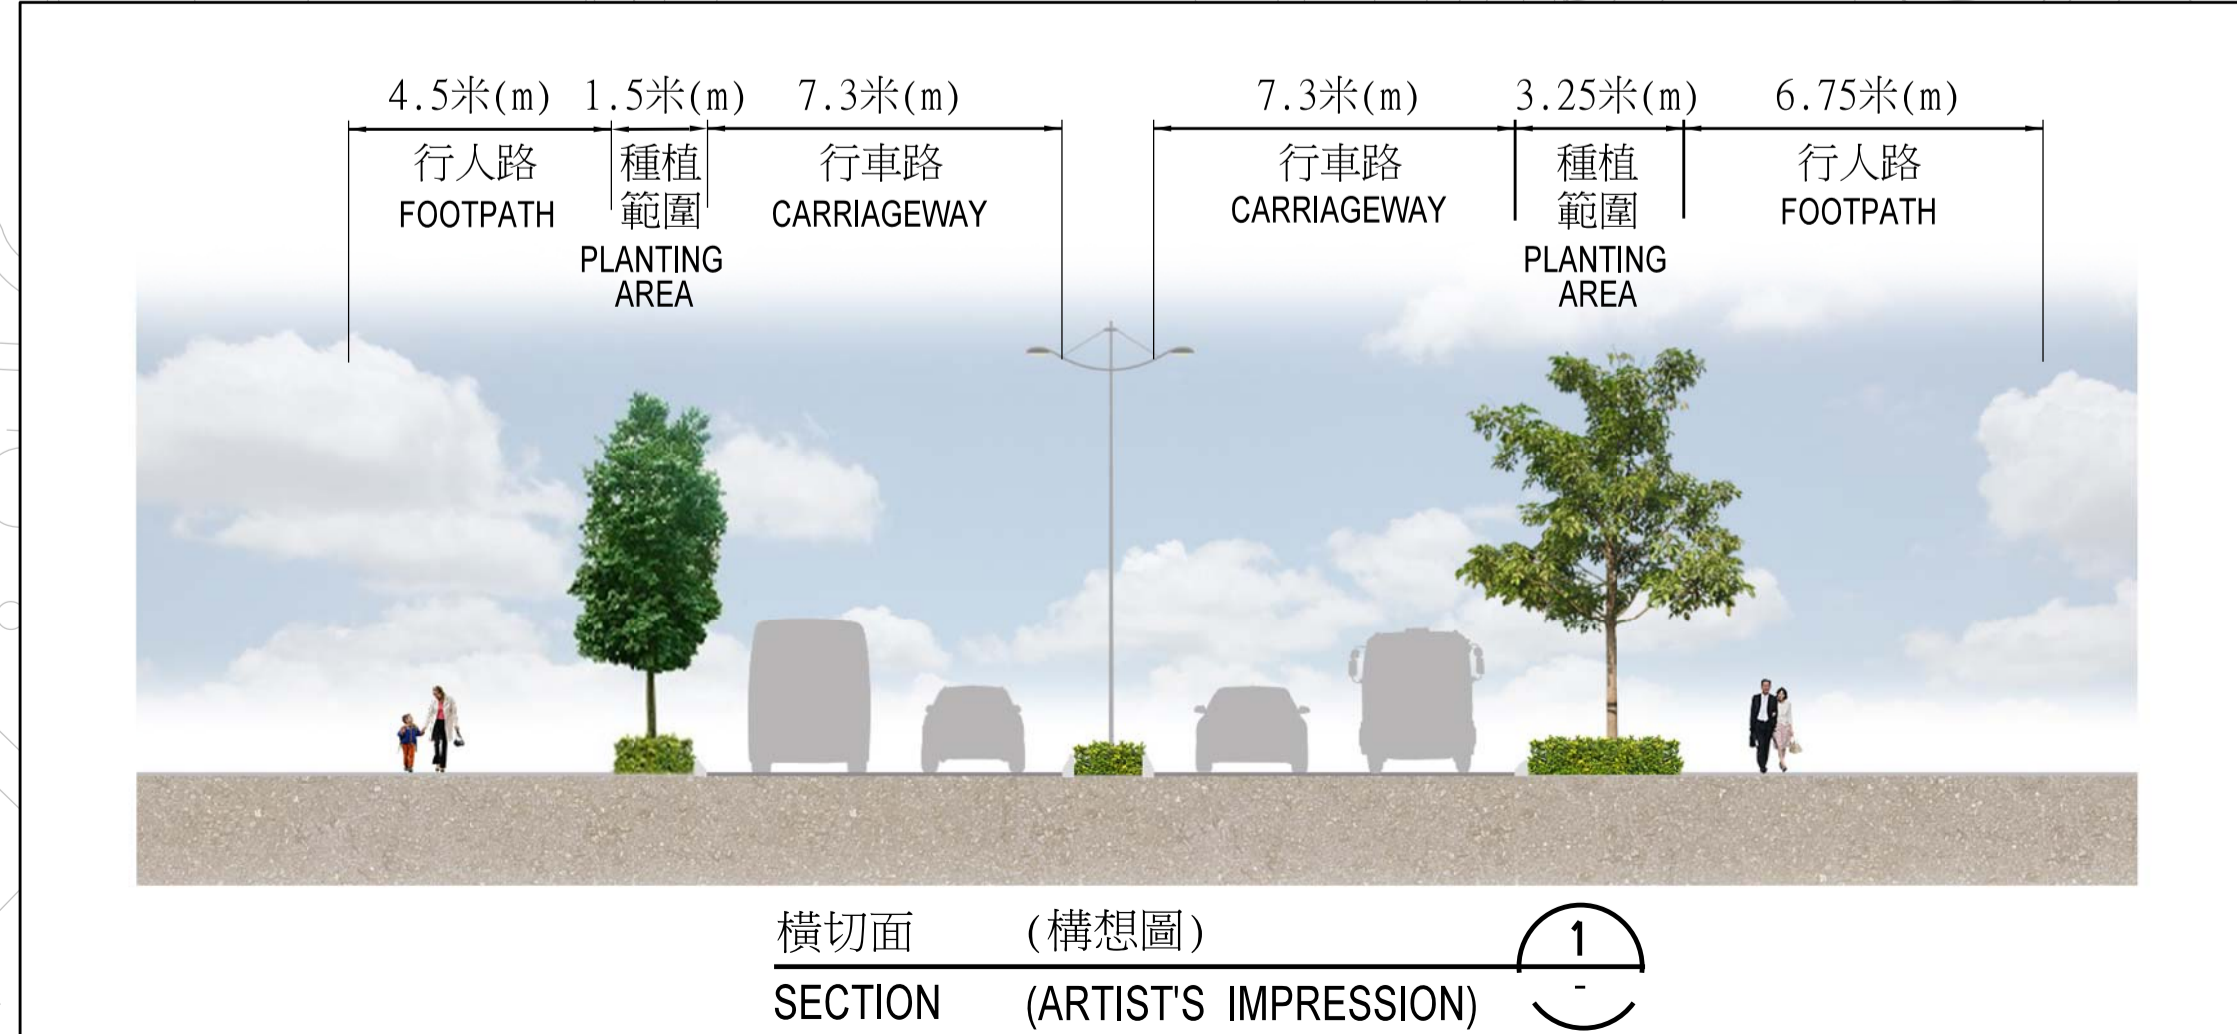 4.5米(m) 1.5米(m) 7.3米(m) 7.3米(m) 3.25米(m) 6.75米(m)
行人路 種植 行車路 行車路 種植 行人路
FOOTPATH 範圍 CARRIAGEWAY CARRIAGEWAY 範圍 FOOTPATH
PLANTING PLANTING
AREA AREA
橫切面 (構想圖) 1
SECTION (ARTIST'S IMPRESSION) -